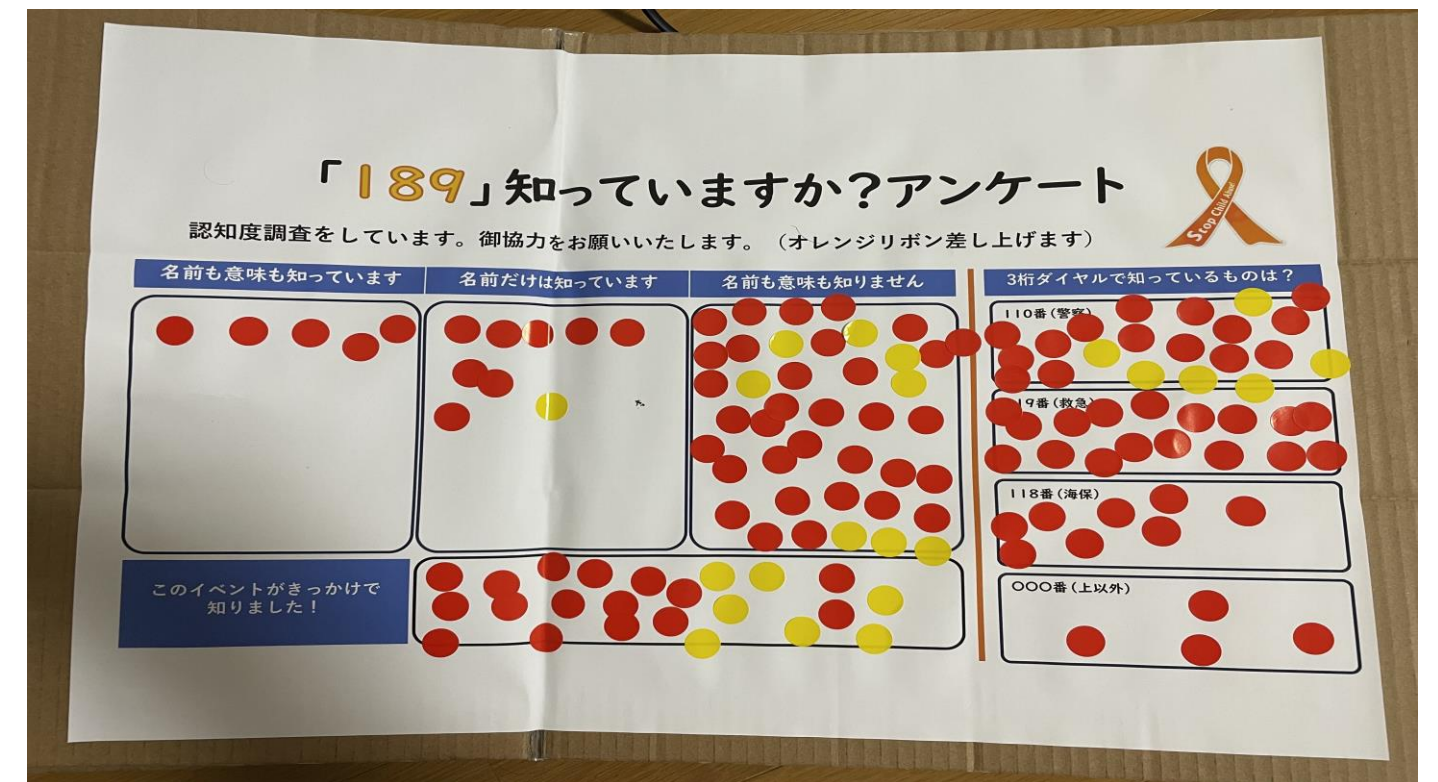 「189」知っていますか?アンケート
Stop Child Abuse!
認知度調査をしています。御協力をお願いいたします。(オレンジリボン差し上げます)
名前も意味も知っています
名前だけは知っています
名前も意味も知りません
3桁ダイヤルで知っているものは?
110番(警察)
9番(救急
118番(海保)
〇〇〇番(上以外)
このイベントがきっかけで
知りました!